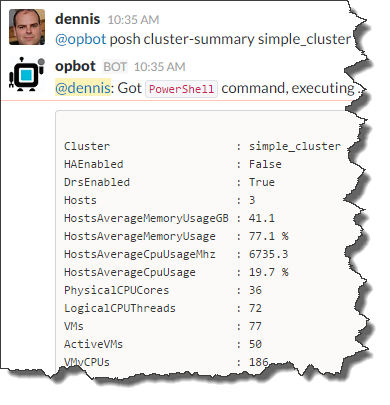 dennis 10:35 AM
@opbot posh cluster-summary simple_cluster
opbot BOT 10:35 AM
@dennis: Got PowerShell command, executing
Cluster : simple_cluster
HAEnabled : False
DrsEnabled : True
Hosts : 3
HostsAverageMemoryUsageGB : 41.1
HostsAverageMemoryUsage : 77.1 %
HostsAverageCpuUsageMhz : 6735.3
HostsAverageCpuUsage : 19.7 %
PhysicalCPUCores : 36
LogicalCPUThreads : 72
VMs : 77
ActiveVMs : 50
VMvCPUs : 186